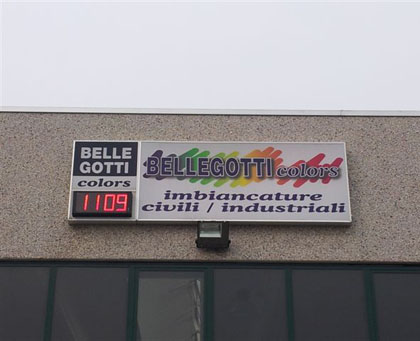 BELLE
GOTTI
colors
1109
BELLEGOTTI colors
imbiancature
civili / industriali